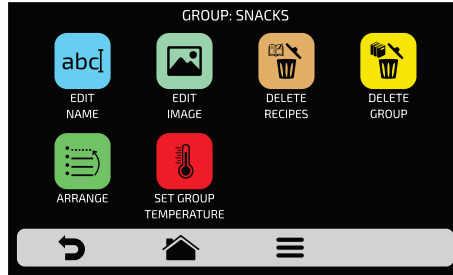 GROUP: SNACKS
abc
EDIT
NAME
EDIT
IMAGE
DELETE
RECIPES
DELETE
GROUP
ARRANGE
SET GROUP
TEMPERATURE